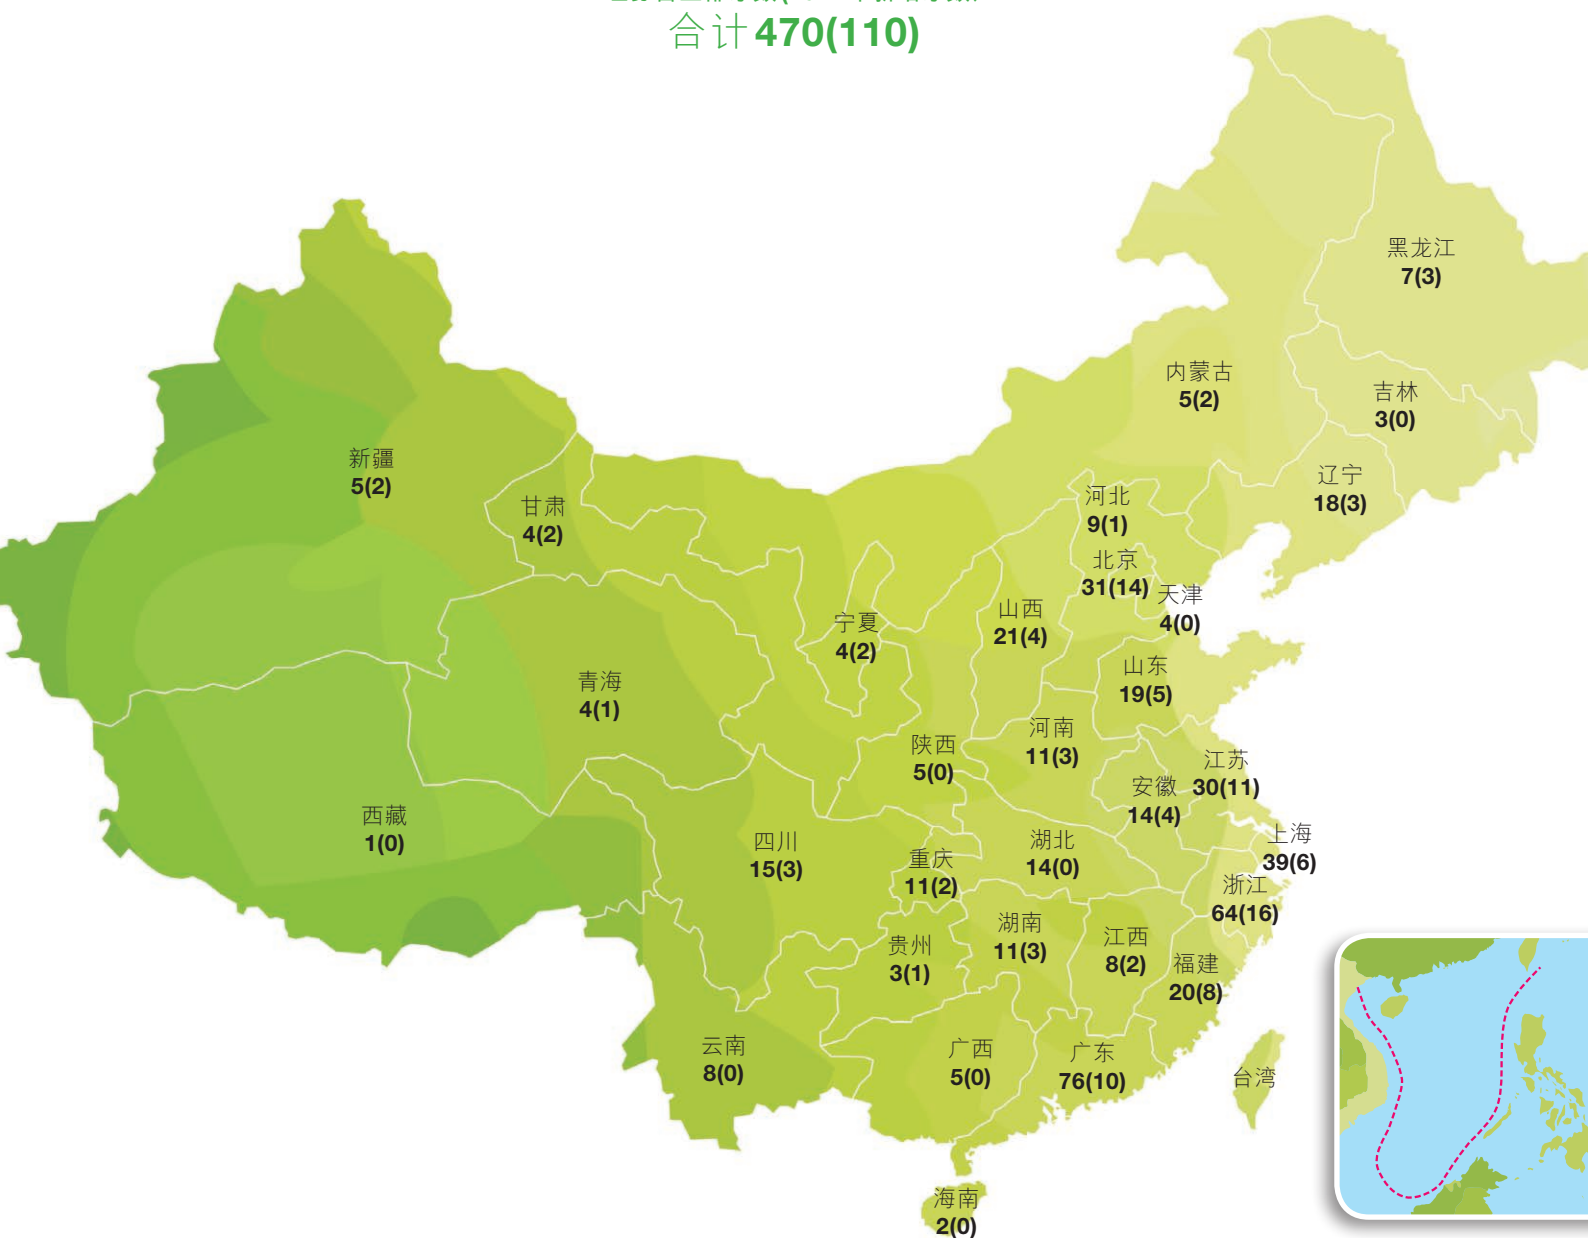 合计 470(110)
黑龙江
7(3)
内蒙古
5(2)
吉林
3(0)
新疆
5(2)
辽宁
18(3)
甘肃
4(2)
河北
9(1)
北京
31(14)
天津
4(0)
山西
21(4)
宁夏
4(2)
山东
19(5)
青海
4(1)
河南
11(3)
陕西
5(0)
江苏
30(11)
安徽
14(4)
西藏
1(0)
四川
15(3)
湖北
14(0)
上海
39(6)
重庆
11(2)
浙江
64(16)
湖南
11(3)
江西
8(2)
贵州
3(1)
福建
20(8)
云南
8(0)
广西
5(0)
广东
76(10)
台湾
海南
2(0)